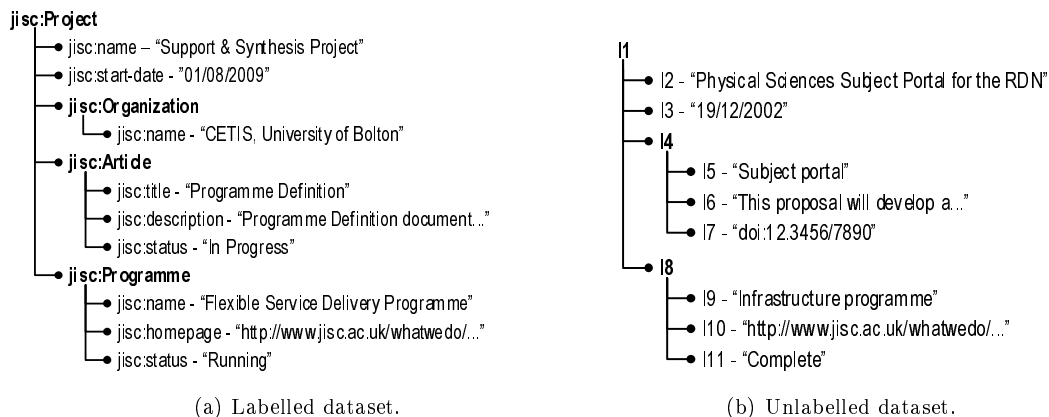 jisc:Project
jisc:name – “Support & Synthesis Project”
jisc:start-date - "01/08/2009"
jisc:Organization
jisc:name - “CETIS, University of Bolton”
jisc:Article
jisc:title - “Programme Definition”
jisc:description - “Programme Definition document...”
jisc:status - “In Progress”
jisc:Programme
jisc:name - “Flexible Service Delivery Programme”
jisc:homepage - “http://www.jisc.ac.uk/whatwedo/...”
jisc:status - “Running”
(a) Labelled dataset.
l1
l2 - “Physical Sciences Subject Portal for the RDN”
l3 - “19/12/2002”
l4
l5 - “Subject portal”
l6 - “This proposal will develop a...”
l7 - “doi:12.3456/7890”
l8
l9 - “Infrastructure programme”
l10 - “http://www.jisc.ac.uk/whatwedo/...”
l11 - “Complete”
(b) Unlabelled dataset.